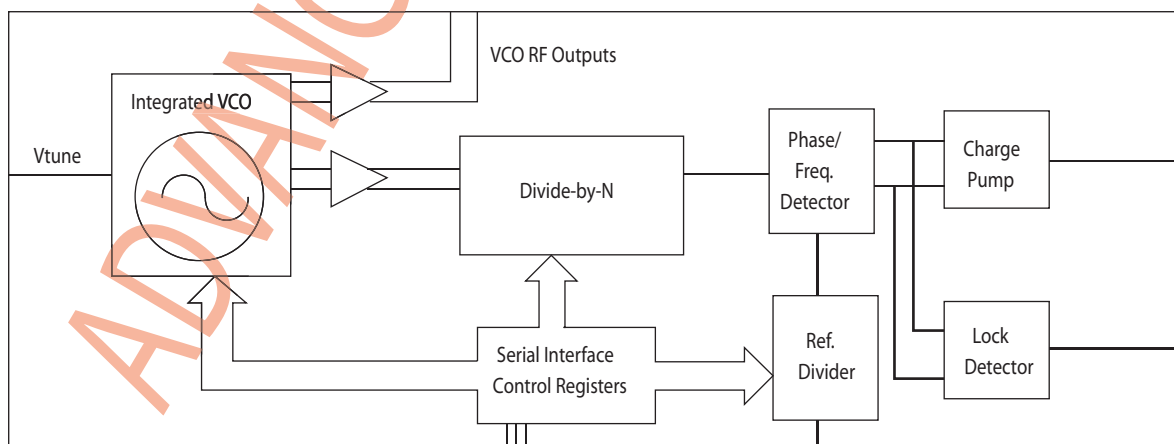 VCO RF Outputs
Integrated VCO
Vtune
Divide-by-N
Phase/
Freq.
Detector
Charge
Pump
Serial Interface
Control Registers
Ref.
Divider
Lock
Detector
ADVANC